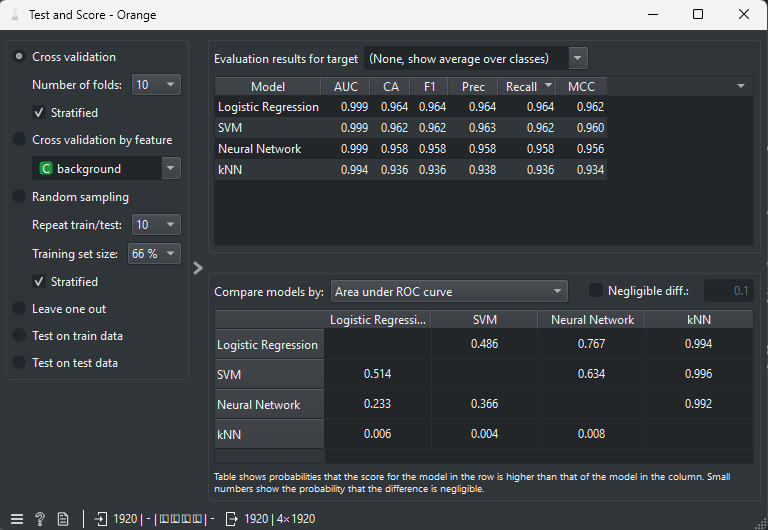 Test and Score - Orange
Cross validation
Number of folds: 10
Stratified
Cross validation by feature
C background
Random sampling
Repeat train/test: 10
Training set size: 66 %
Stratified
Leave one out
Test on train data
Test on test data
Evaluation results for target (None, show average over classes)
Model AUC CA F1 Prec Recall MCC
Logistic Regression 0.999 0.964 0.964 0.964 0.964 0.962
SVM 0.999 0.962 0.962 0.963 0.962 0.960
Neural Network 0.999 0.958 0.958 0.958 0.958 0.956
kNN 0.994 0.936 0.936 0.938 0.936 0.934
Compare models by: Area under ROC curve Negligible diff.: 0.1
Logistic Regressi... SVM Neural Network kNN
Logistic Regression 0.486 0.767 0.994
SVM 0.514 0.634 0.996
Neural Network 0.233 0.366 0.992
kNN 0.006 0.004 0.008
Table shows probabilities that the score for the model in the row is higher than that of the model in the column. Small
numbers show the probability that the difference is negligible.
? 1920 | - | | - 1920 | 4×1920